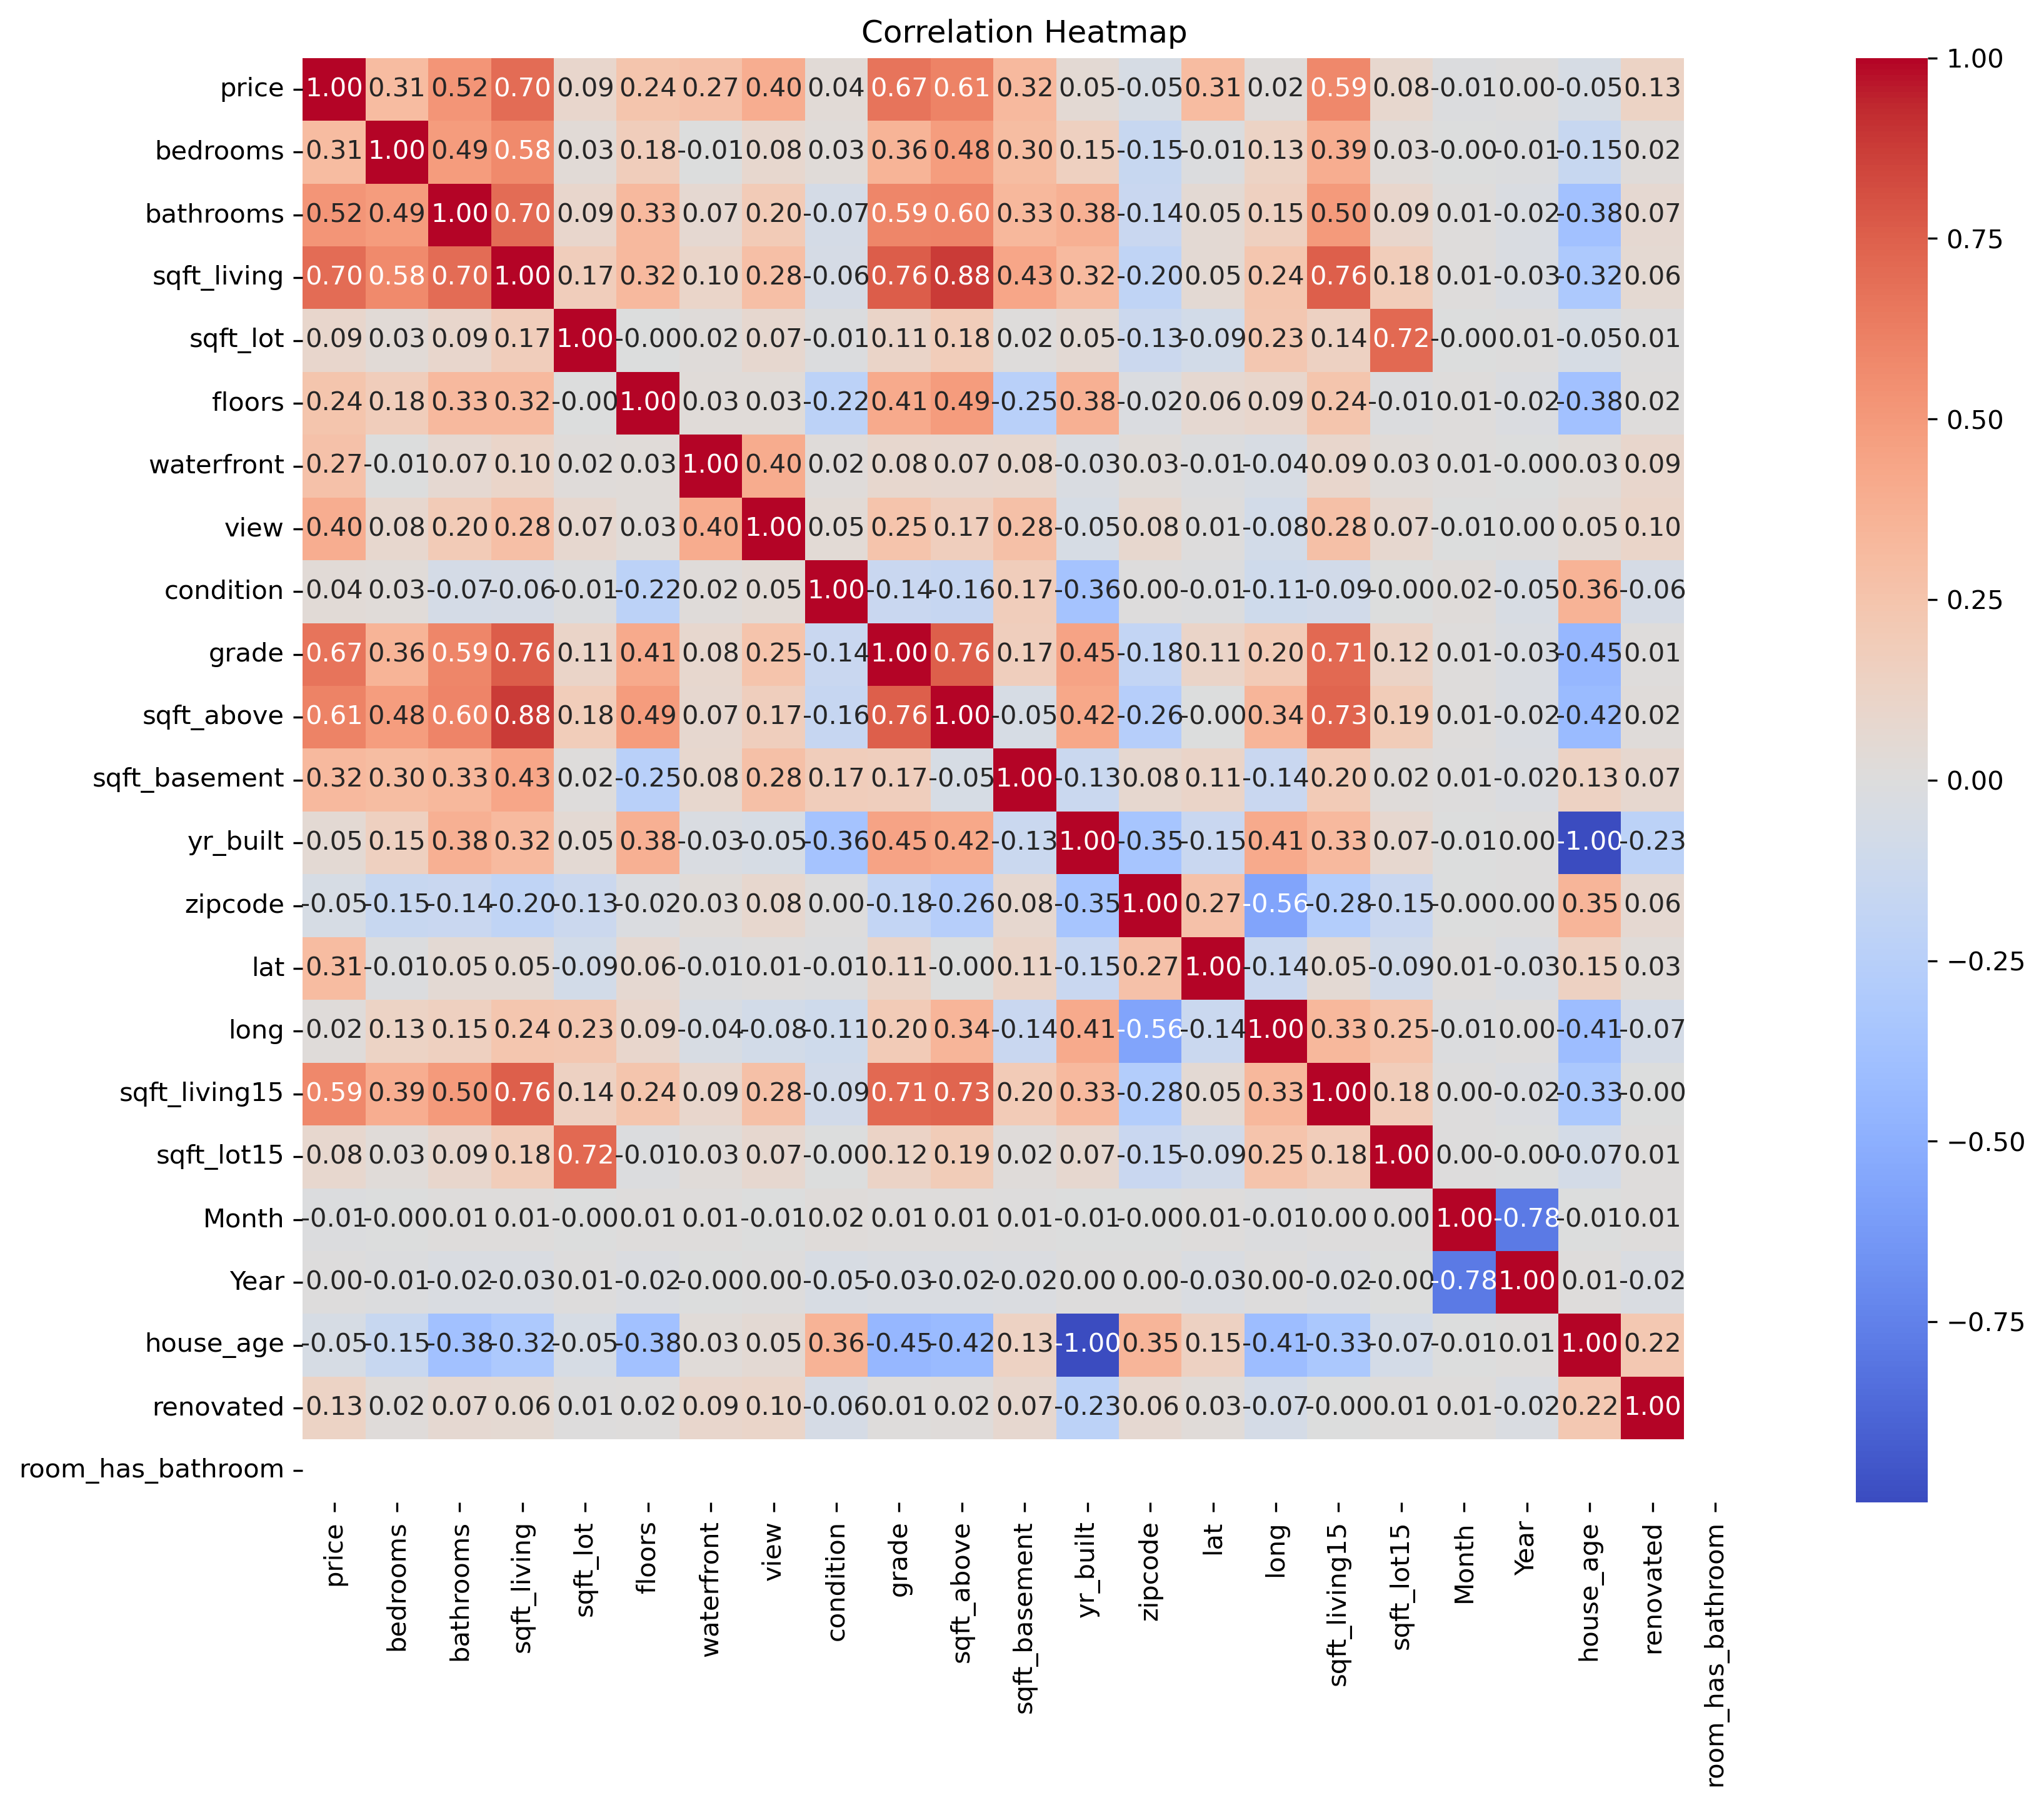 Correlation Heatmap
price 1.00 0.31 0.52 0.70 0.09 0.24 0.27 0.40 0.04 0.67 0.61 0.32 0.05 -0.05 0.31 0.02 0.59 0.08 -0.01 0.00 -0.05 0.13
bedrooms 0.31 1.00 0.49 0.58 0.03 0.18 -0.01 0.08 0.03 0.36 0.48 0.30 0.15 -0.15 -0.01 0.13 0.39 0.03 -0.00 -0.01 -0.15 0.02
bathrooms 0.52 0.49 1.00 0.70 0.09 0.33 0.07 0.20 -0.07 0.59 0.60 0.33 0.38 -0.14 0.05 0.15 0.50 0.09 0.01 -0.02 -0.38 0.07
sqft_living 0.70 0.58 0.70 1.00 0.17 0.32 0.10 0.28 -0.06 0.76 0.88 0.43 0.32 -0.20 0.05 0.24 0.76 0.18 0.01 -0.03 -0.32 0.06
sqft_lot 0.09 0.03 0.09 0.17 1.00 -0.00 0.02 0.07 -0.01 0.11 0.18 0.02 0.05 -0.13 -0.09 0.23 0.14 0.72 -0.00 0.01 -0.05 0.01
floors 0.24 0.18 0.33 0.32 -0.00 1.00 0.03 0.03 -0.22 0.41 0.49 -0.25 0.38 -0.02 0.06 0.09 0.24 -0.01 0.01 -0.02 -0.38 0.02
waterfront 0.27 -0.01 0.07 0.10 0.02 0.03 1.00 0.40 0.02 0.08 0.07 0.08 -0.03 0.03 -0.01 -0.04 0.09 0.03 0.01 -0.00 0.03 0.09
view 0.40 0.08 0.20 0.28 0.07 0.03 0.40 1.00 0.05 0.25 0.17 0.28 -0.05 0.08 0.01 -0.08 0.28 0.07 -0.01 0.00 0.05 0.10
condition 0.04 0.03 -0.07 -0.06 -0.01 -0.22 0.02 0.05 1.00 -0.14 -0.16 0.17 -0.36 0.00 -0.01 -0.11 -0.09 -0.00 0.02 -0.05 0.36 -0.06
grade 0.67 0.36 0.59 0.76 0.11 0.41 0.08 0.25 -0.14 1.00 0.76 0.17 0.45 -0.18 0.11 0.20 0.71 0.12 0.01 -0.03 -0.45 0.01
sqft_above 0.61 0.48 0.60 0.88 0.18 0.49 0.07 0.17 -0.16 0.76 1.00 -0.05 0.42 -0.26 -0.00 0.34 0.73 0.19 0.01 -0.02 -0.42 0.02
sqft_basement 0.32 0.30 0.33 0.43 0.02 -0.25 0.08 0.28 0.17 0.17 -0.05 1.00 -0.13 0.08 0.11 -0.14 0.20 0.02 0.01 -0.02 0.13 0.07
yr_built 0.05 0.15 0.38 0.32 0.05 0.38 -0.03 -0.05 -0.36 0.45 0.42 -0.13 1.00 -0.35 -0.15 0.41 0.33 0.07 -0.01 0.00 -1.00 -0.23
zipcode -0.05 -0.15 -0.14 -0.20 -0.13 -0.02 0.03 0.08 0.00 -0.18 -0.26 0.08 -0.35 1.00 0.27 -0.56 -0.28 -0.15 -0.00 0.00 0.35 0.06
lat 0.31 -0.01 0.05 0.05 -0.09 0.06 -0.01 0.01 -0.01 0.11 -0.00 0.11 -0.15 0.27 1.00 -0.14 0.05 -0.09 0.01 -0.03 0.15 0.03
long 0.02 0.13 0.15 0.24 0.23 0.09 -0.04 -0.08 -0.11 0.20 0.34 -0.14 0.41 -0.56 -0.14 1.00 0.33 0.25 -0.01 0.00 -0.41 -0.07
sqft_living15 0.59 0.39 0.50 0.76 0.14 0.24 0.09 0.28 -0.09 0.71 0.73 0.20 0.33 -0.28 0.05 0.33 1.00 0.18 0.00 -0.02 -0.33 -0.00
sqft_lot15 0.08 0.03 0.09 0.18 0.72 -0.01 0.03 0.07 -0.00 0.12 0.19 0.02 0.07 -0.15 -0.09 0.25 0.18 1.00 0.00 -0.00 -0.07 0.01
Month -0.01 -0.00 0.01 0.01 -0.00 0.01 0.01 -0.01 0.02 0.01 0.01 0.01 -0.01 -0.00 0.01 -0.01 0.00 0.00 1.00 -0.78 -0.01 0.01
Year 0.00 -0.01 -0.02 -0.03 0.01 -0.02 -0.00 0.00 -0.05 -0.03 -0.02 -0.02 0.00 0.00 -0.03 0.00 -0.02 -0.00 -0.78 1.00 0.01 -0.02
house_age -0.05 -0.15 -0.38 -0.32 -0.05 -0.38 0.03 0.05 0.36 -0.45 -0.42 0.13 -1.00 0.35 0.15 -0.41 -0.33 -0.07 -0.01 0.01 1.00 0.22
renovated 0.13 0.02 0.07 0.06 0.01 0.02 0.09 0.10 -0.06 0.01 0.02 0.07 -0.23 0.06 0.03 -0.07 -0.00 0.01 0.01 -0.02 0.22 1.00
room_has_bathroom
price bedrooms bathrooms sqft_living sqft_lot floors waterfront view condition grade sqft_above sqft_basement yr_built zipcode lat long sqft_living15 sqft_lot15 Month Year house_age renovated room_has_bathroom
1.00
0.75
0.50
0.25
0.00
−0.25
−0.50
−0.75